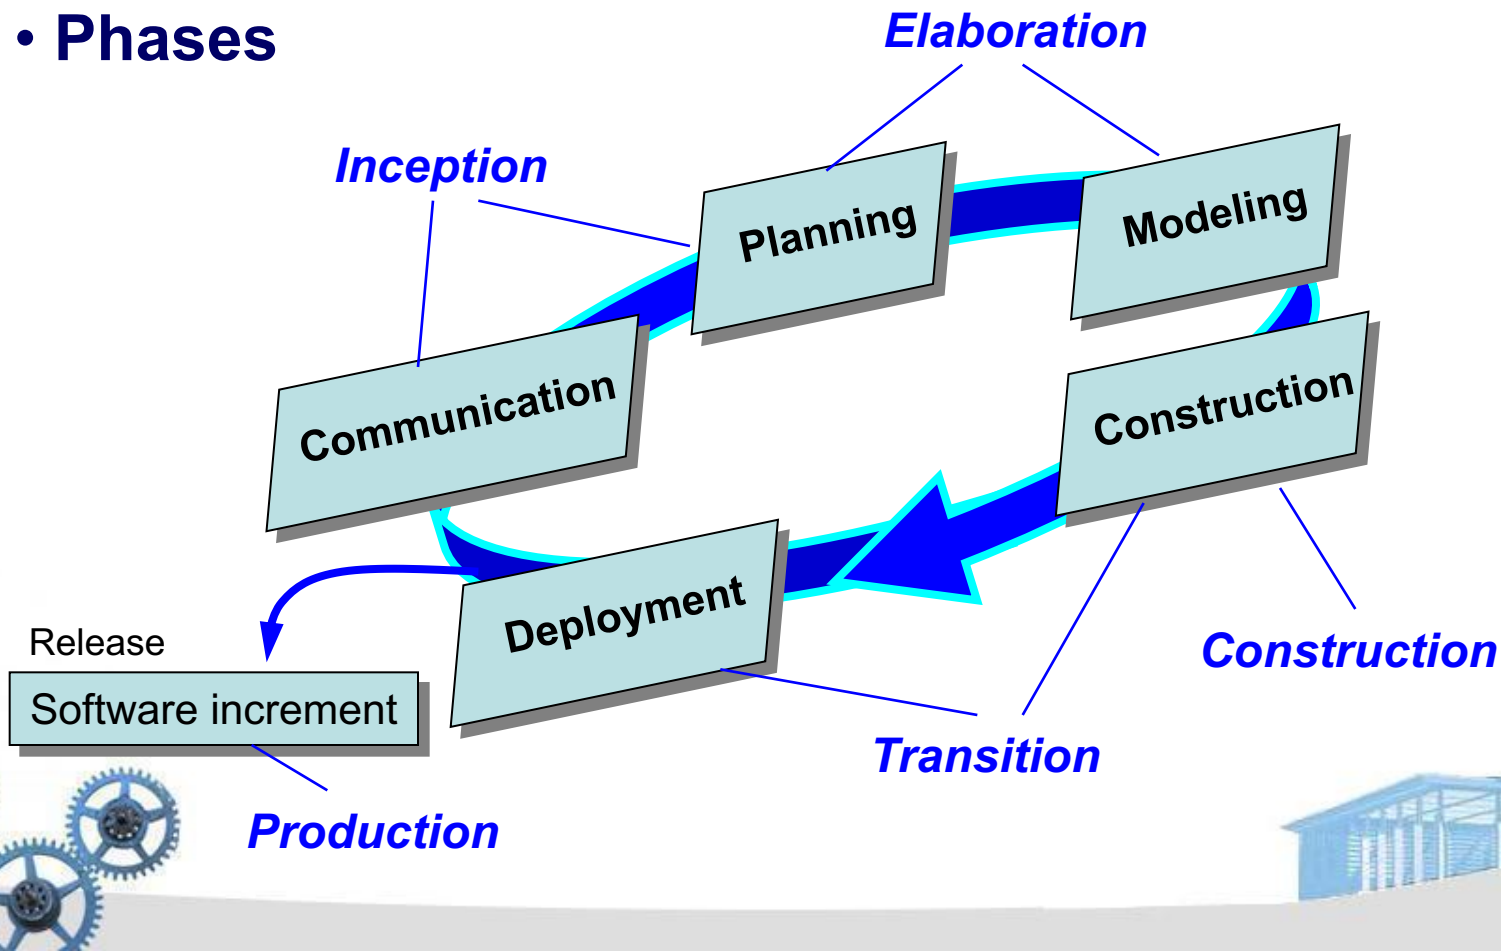 • Phases
Elaboration
Inception
Planning
Modeling
Communication
Construction
Deployment
Release
Software increment
Construction
Transition
Production